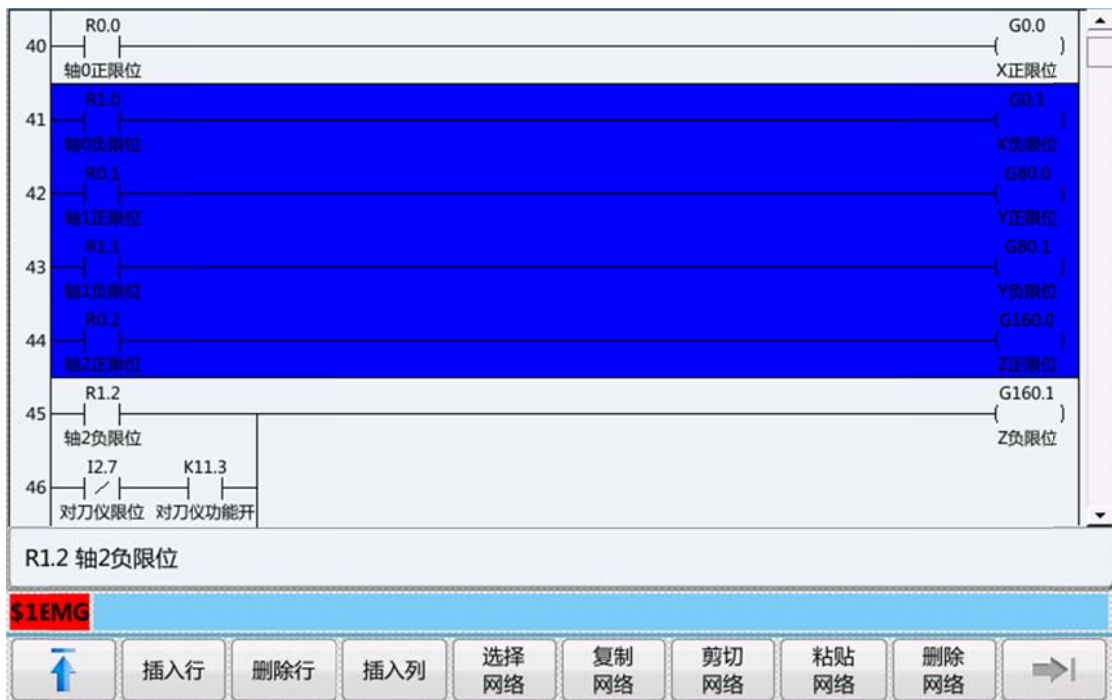 R0.0 G0.0
40
轴0正限位 X正限位
R1.0 G0.1
41
轴0负限位 X负限位
R0.1 G80.0
42
轴1正限位 Y正限位
R1.1 G80.1
43
轴1负限位 Y负限位
R0.2 G160.0
44
轴2正限位 Z正限位
R1.2 G160.1
45
轴2负限位 Z负限位
I2.7 K11.3
46
对刀仪限位 对刀仪功能开
R1.2 轴2负限位
$1EMG
插入行 删除行 插入列 选择 复制 剪切 粘贴 删除
网络 网络 网络 网络 网络